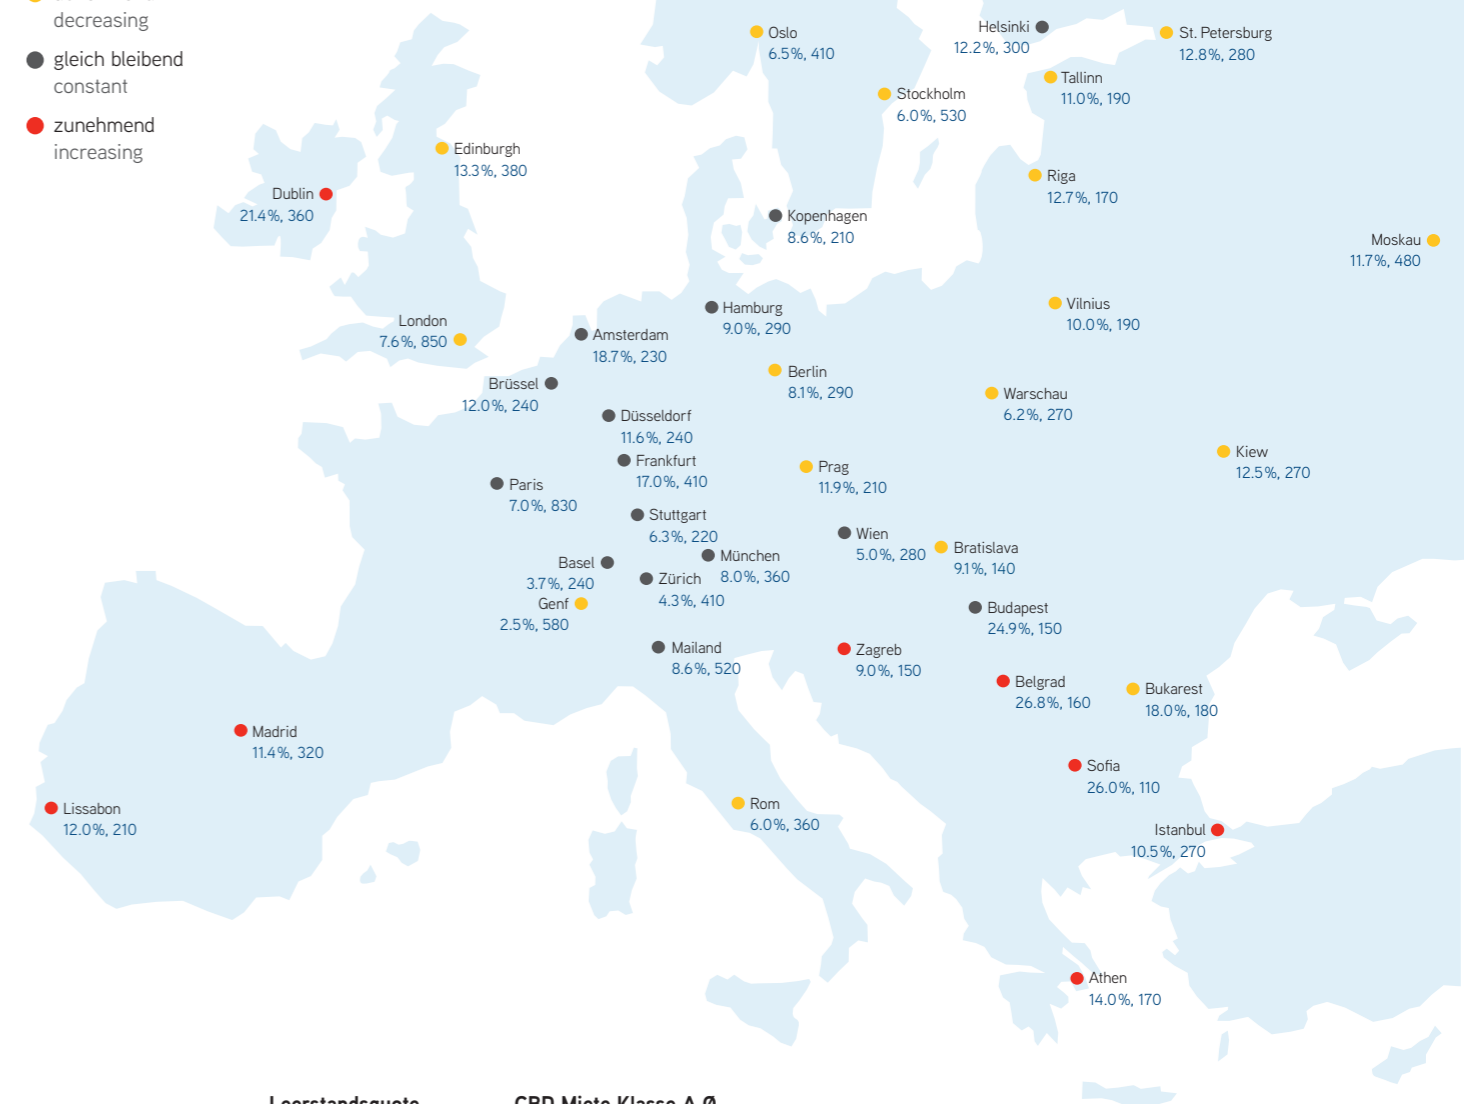 decreasing
gleich bleibend
constant
zunehmend
increasing
Oslo
6.5%, 410
Helsinki
12.2%, 300
St. Petersburg
12.8%, 280
Tallinn
11.0%, 190
Stockholm
6.0%, 530
Edinburgh
13.3%, 380
Riga
12.7%, 170
Dublin
21.4%, 360
Kopenhagen
8.6%, 210
Moskau
11.7%, 480
Hamburg
9.0%, 290
Vilnius
10.0%, 190
London
7.6%, 850
Amsterdam
18.7%, 230
Berlin
8.1%, 290
Brüssel
12.0%, 240
Warschau
6.2%, 270
Düsseldorf
11.6%, 240
Kiew
12.5%, 270
Frankfurt
17.0%, 410
Prag
11.9%, 210
Paris
7.0%, 830
Stuttgart
6.3%, 220
Wien
5.0%, 280
Bratislava
9.1%, 140
München
8.0%, 360
Basel
3.7%, 240
Zürich
4.3%, 410
Genf
2.5%, 580
Budapest
24.9%, 150
Mailand
8.6%, 520
Zagreb
9.0%, 150
Belgrad
26.8%, 160
Bukarest
18.0%, 180
Madrid
11.4%, 320
Sofia
26.0%, 110
Lissabon
12.0%, 210
Rom
6.0%, 360
Istanbul
10.5%, 270
Athen
14.0%, 170
Leerstandsquote
CBD Miete Klasse A Ø